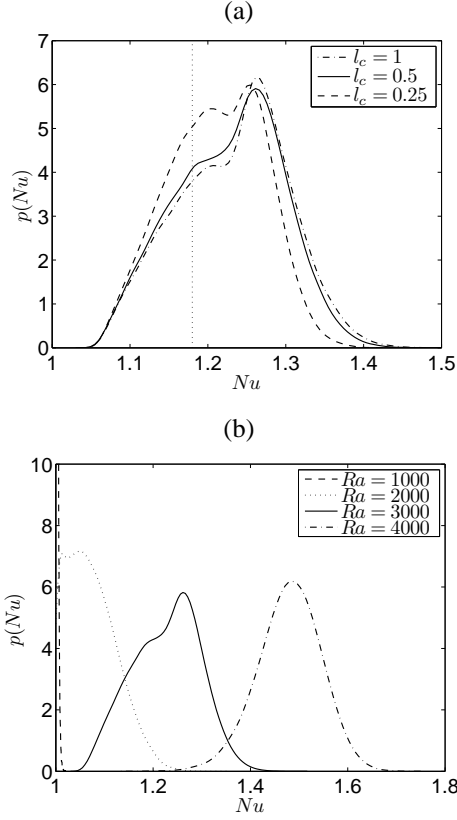 (a)
7
6
5
4
3
2
1
0
p(Nu)
l_c = 1
l_c = 0.5
l_c = 0.25
1 1.1 1.2 1.3 1.4 1.5
Nu
(b)
10
8
6
4
2
0
p(Nu)
Ra = 1000
Ra = 2000
Ra = 3000
Ra = 4000
1 1.2 1.4 1.6 1.8
Nu